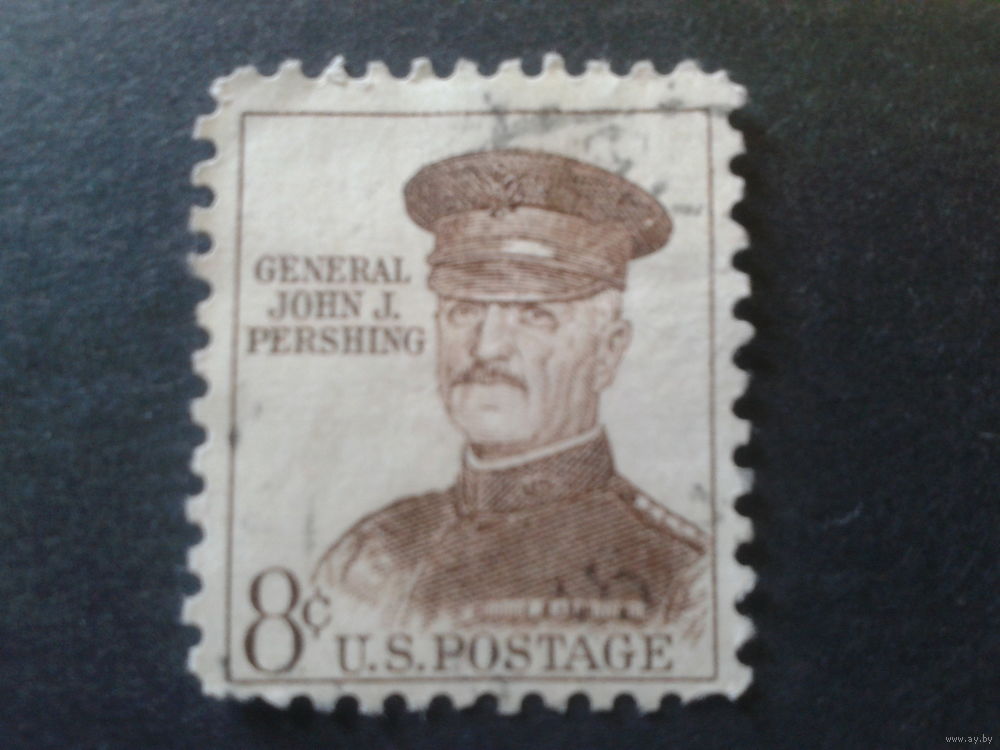 GENERAL
JOHN J.
PERSHING
8¢
U.S. POSTAGE
www.ay.by